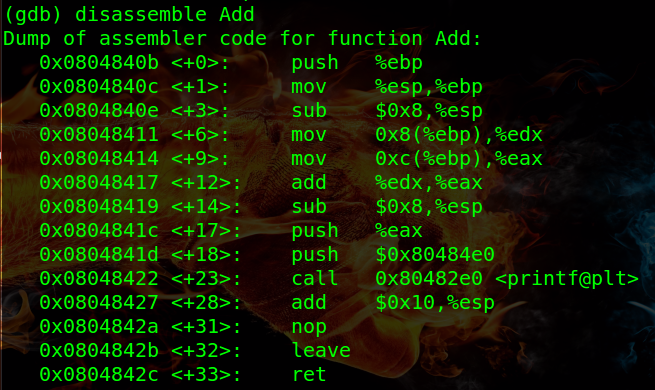 (gdb) disassemble Add
Dump of assembler code for function Add:
0x0804840b <+0>: push %ebp
0x0804840c <+1>: mov %esp,%ebp
0x0804840e <+3>: sub $0x8,%esp
0x08048411 <+6>: mov 0x8(%ebp),%edx
0x08048414 <+9>: mov 0xc(%ebp),%eax
0x08048417 <+12>: add %edx,%eax
0x08048419 <+14>: sub $0x8,%esp
0x0804841c <+17>: push %eax
0x0804841d <+18>: push $0x80484e0
0x08048422 <+23>: call 0x80482e0 <printf@plt>
0x08048427 <+28>: add $0x10,%esp
0x0804842a <+31>: nop
0x0804842b <+32>: leave
0x0804842c <+33>: ret